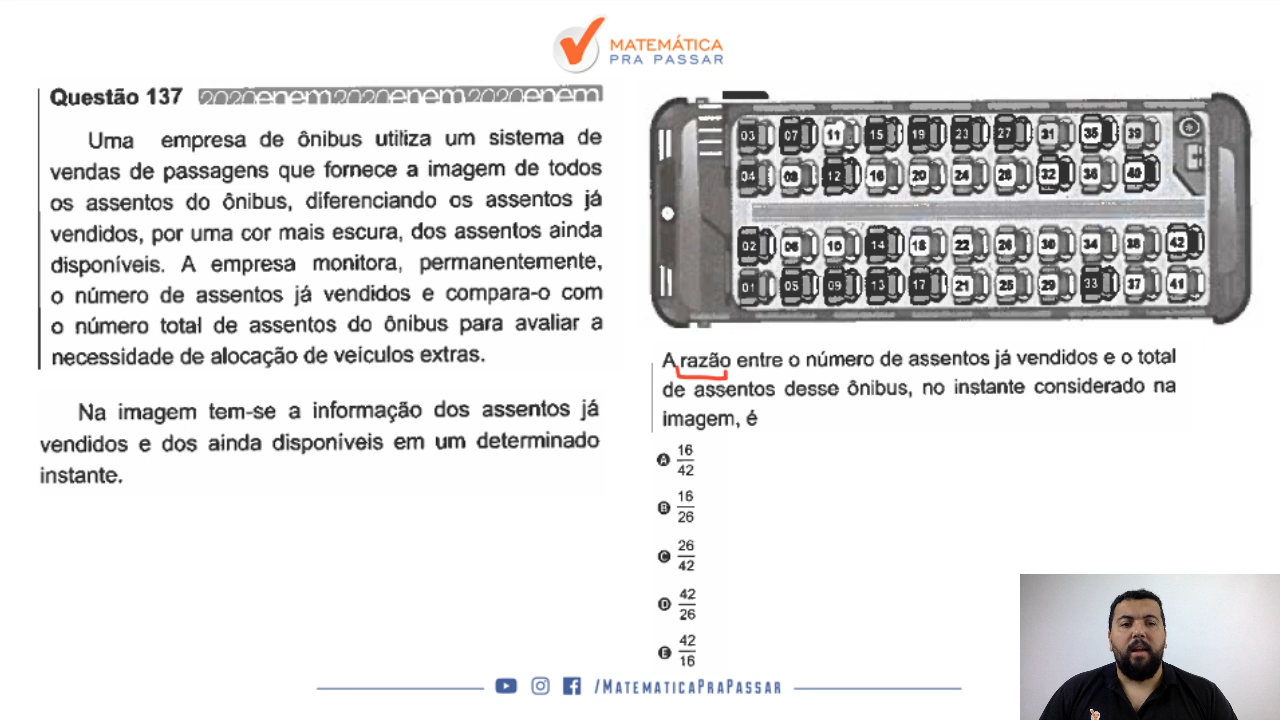 MATEMÁTICA
PRA PASSAR
Questão 137 2020enem2020enem2020enem
Uma empresa de ônibus utiliza um sistema de
vendas de passagens que fornece a imagem de todos
os assentos do ônibus, diferenciando os assentos já
vendidos, por uma cor mais escura, dos assentos ainda
disponíveis. A empresa monitora, permanentemente,
o número de assentos já vendidos e compara-o com
o número total de assentos do ônibus para avaliar a
necessidade de alocação de veículos extras.
Na imagem tem-se a informação dos assentos já
vendidos e dos ainda disponíveis em um determinado
instante.
03 07 11 15 19 23 27 31 35 39
04 08 12 16 20 24 28 32 36 40
02 06 10 14 18 22 26 30 34 38 42
01 05 09 13 17 21 25 29 33 37 41
A razão entre o número de assentos já vendidos e o total
de assentos desse ônibus, no instante considerado na
imagem, é
A 16/42
B 16/26
C 26/42
D 42/26
E 42/16
/MATEMATICAPRAPASSAR